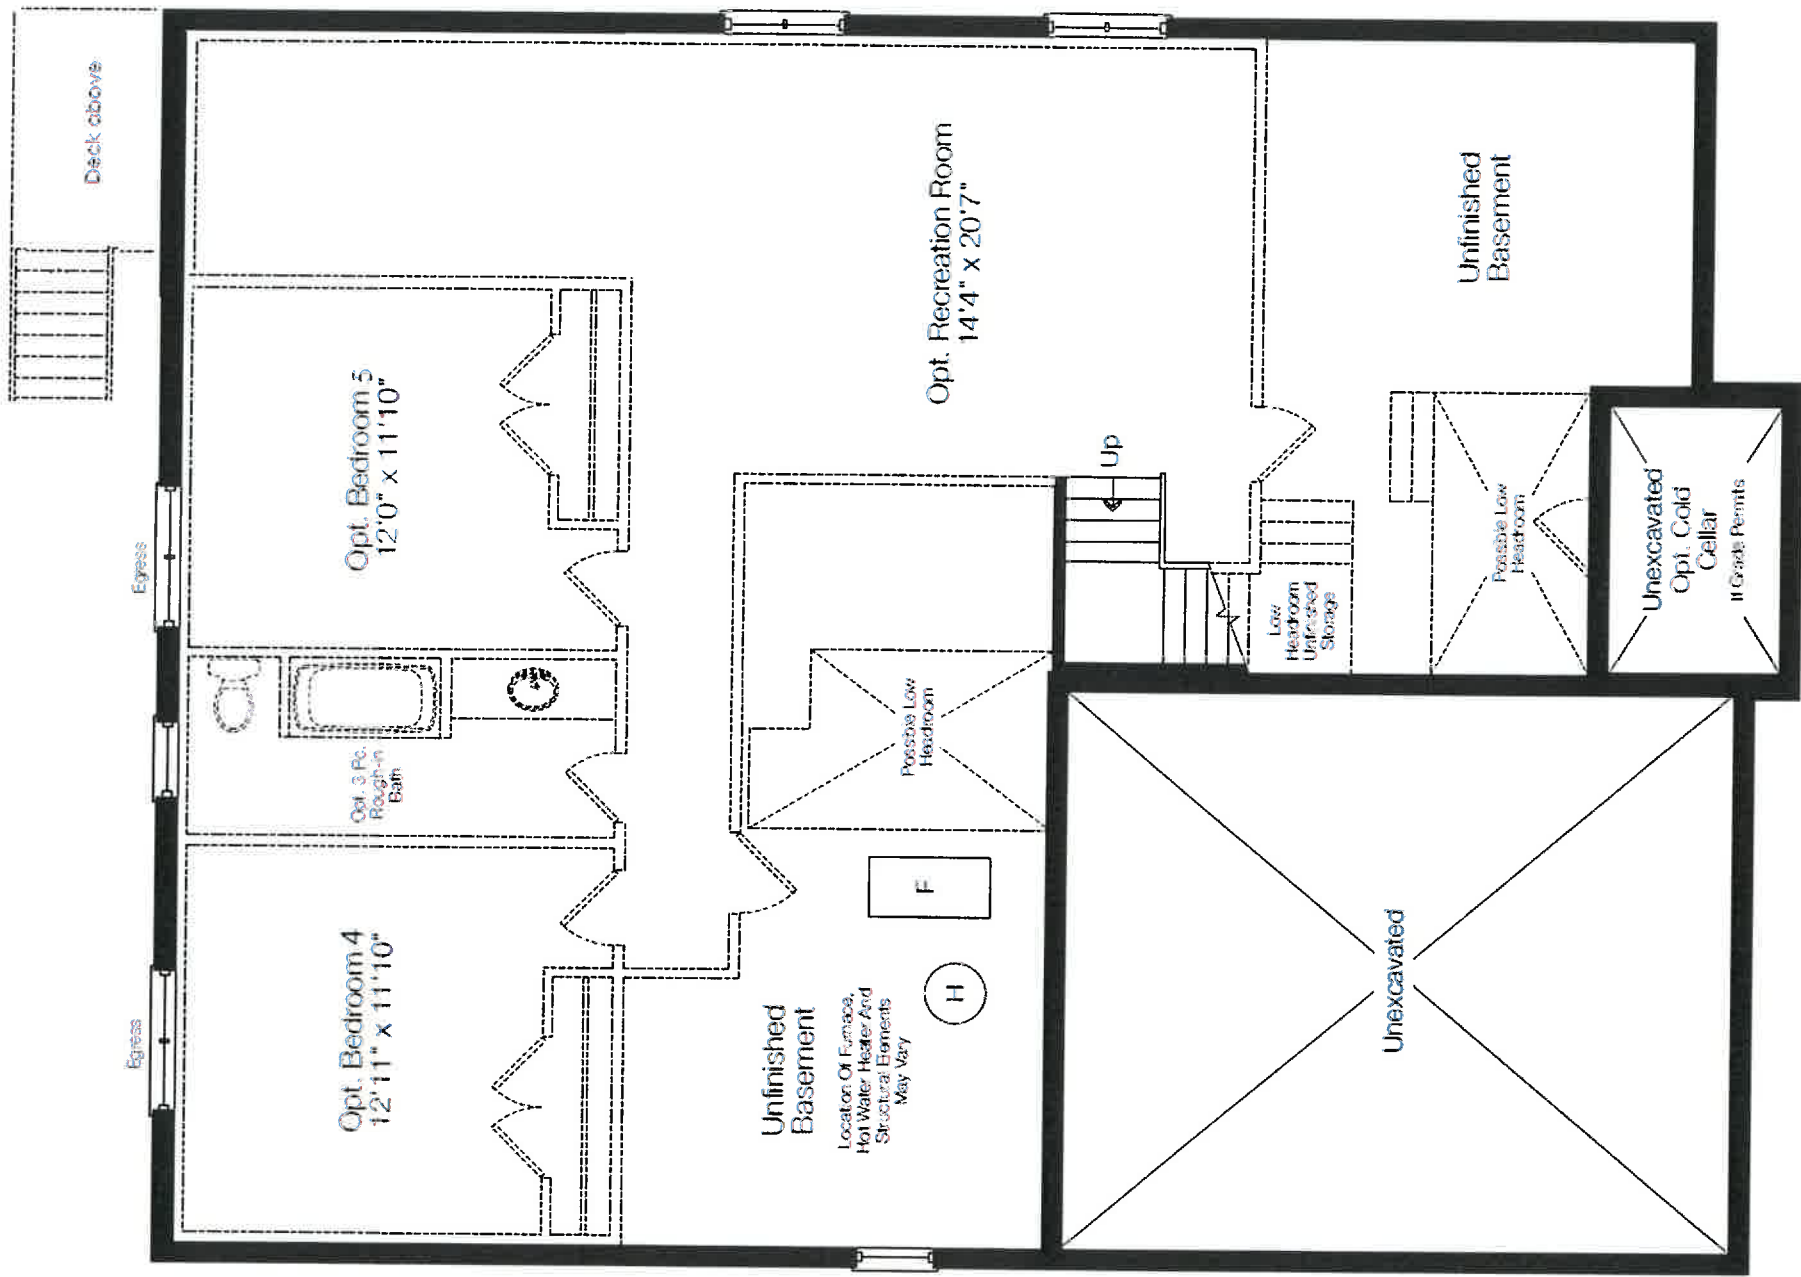 Deck above
Egress
Egress
Opt. Bedroom 5
12'0" x 11'10"
Opt. 3 Pc.
Rough-in
Bath
Opt. Bedroom 4
12'11" x 11'10"
Opt. Recreation Room
14'4" x 20'7"
Up
Unfinished
Basement
Possible Low
Headroom
Low
Headroom
Unfinished
Storage
Possible Low
Headroom
Unexcavated
Opt. Cold
Cellar
If Grade Permits
F
H
Unfinished
Basement
Location Of Furnace,
Hot Water Heater And
Structural Elements
May Vary
Unexcavated